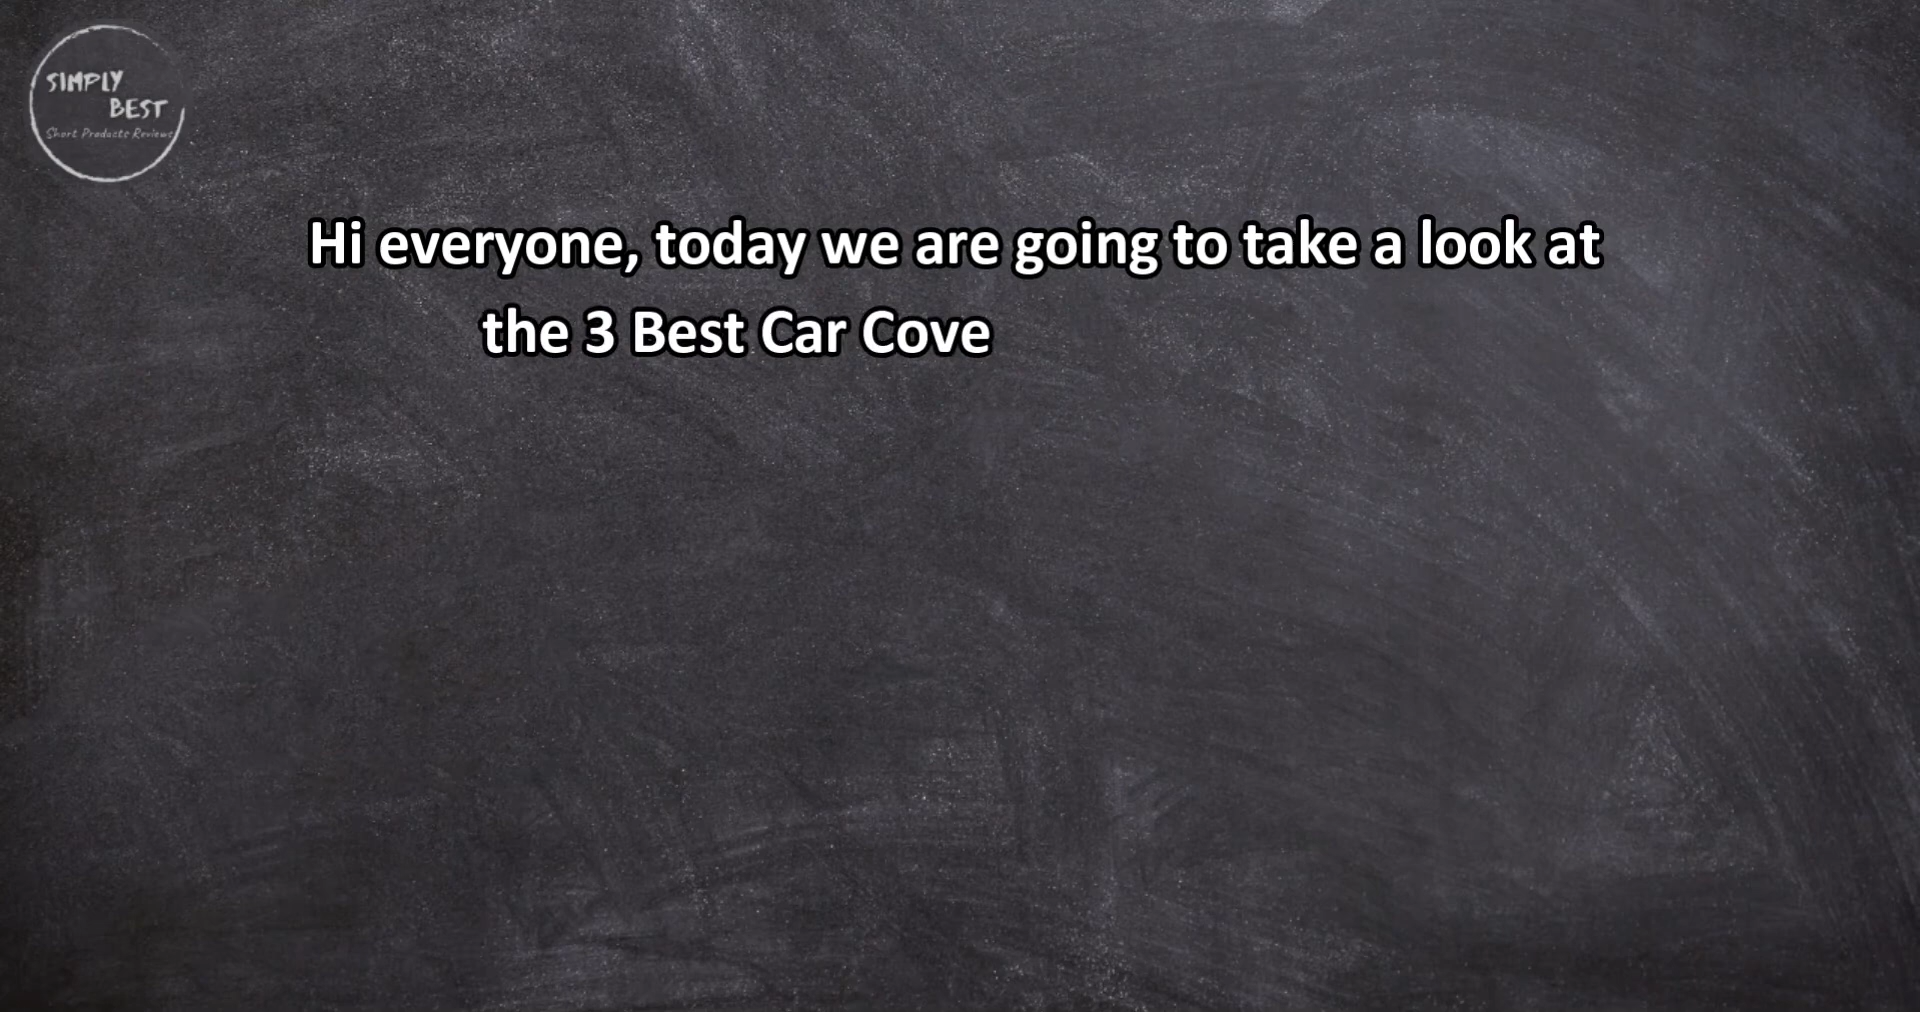 SIMPLY
BEST
Short Products Reviews
Hi everyone, today we are going to take a look at
the 3 Best Car Cove